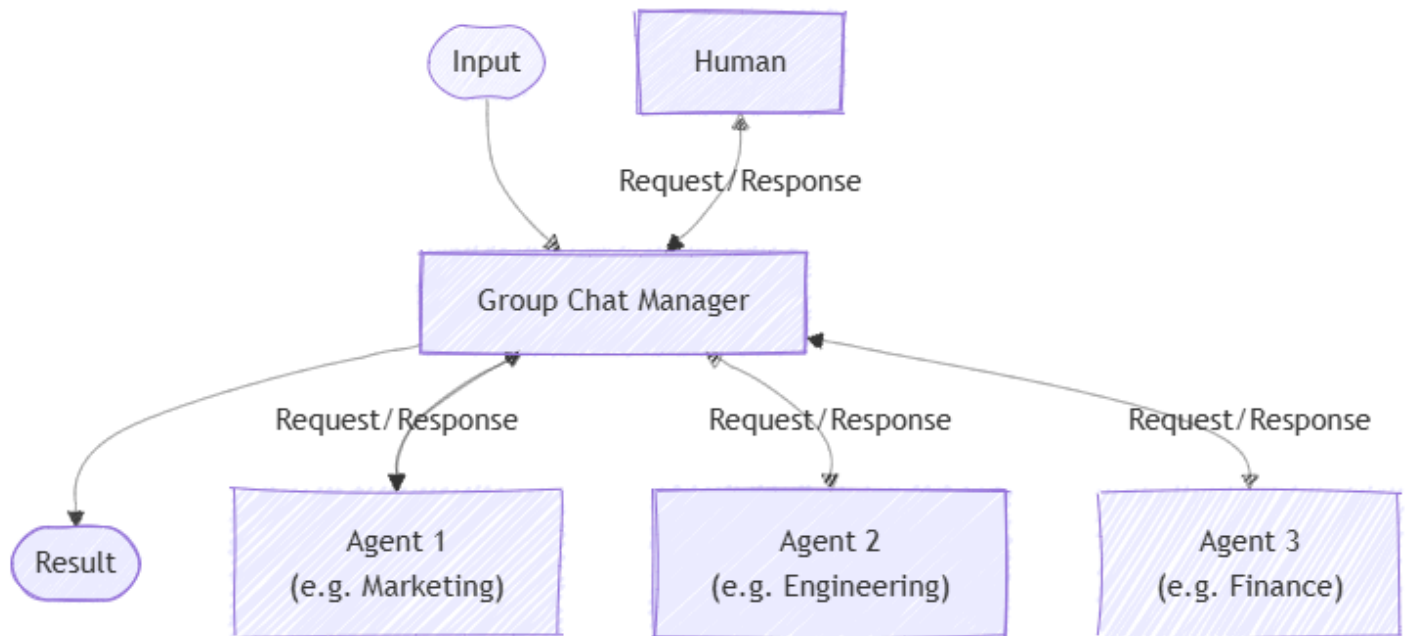 Input
Human
Request/Response
Group Chat Manager
Request/Response
Request/Response
Request/Response
Result
Agent 1
(e.g. Marketing)
Agent 2
(e.g. Engineering)
Agent 3
(e.g. Finance)